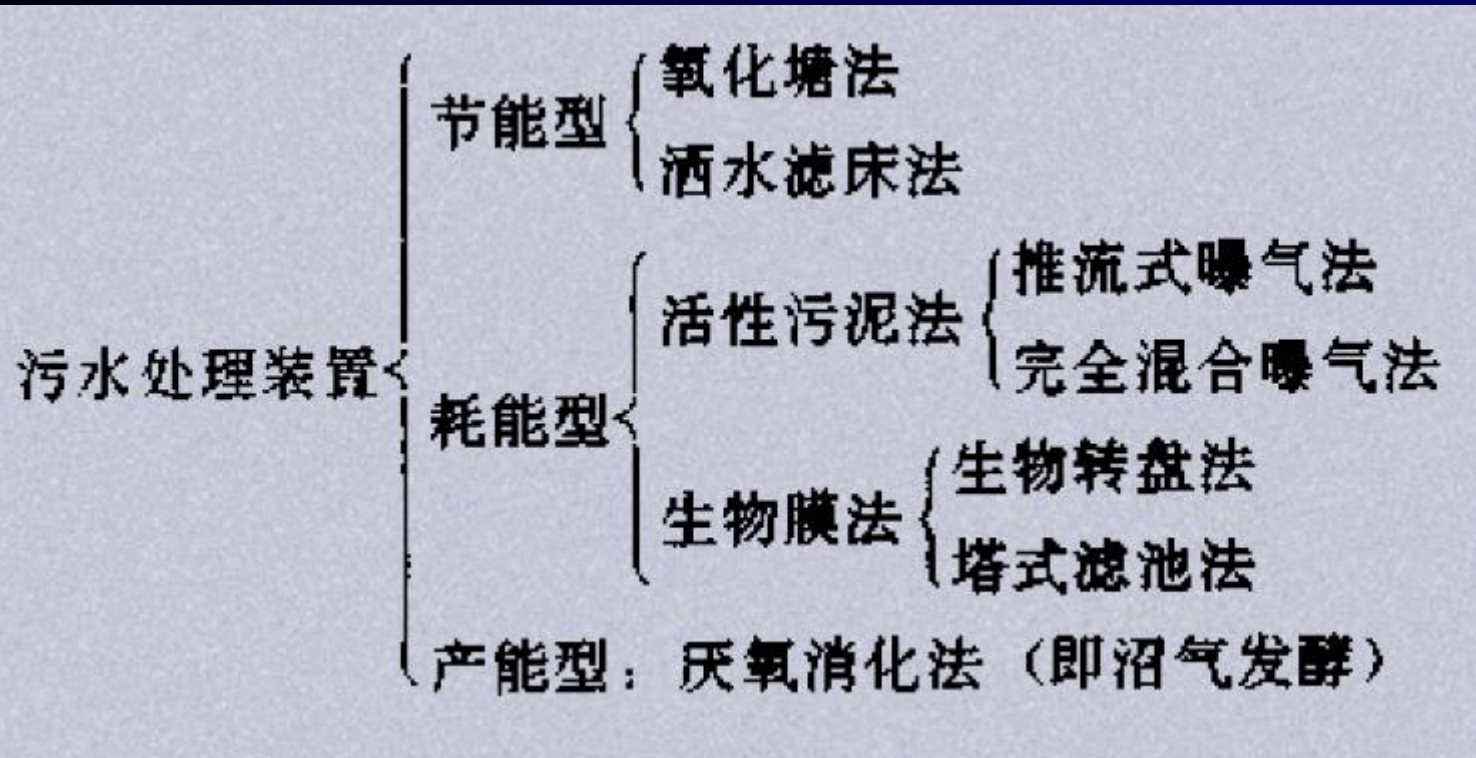 污水处理装置
节能型
氧化塘法
洒水滤床法
耗能型
活性污泥法
推流式曝气法
完全混合曝气法
生物膜法
生物转盘法
塔式滤池法
产能型：厌氧消化法（即沼气发酵）